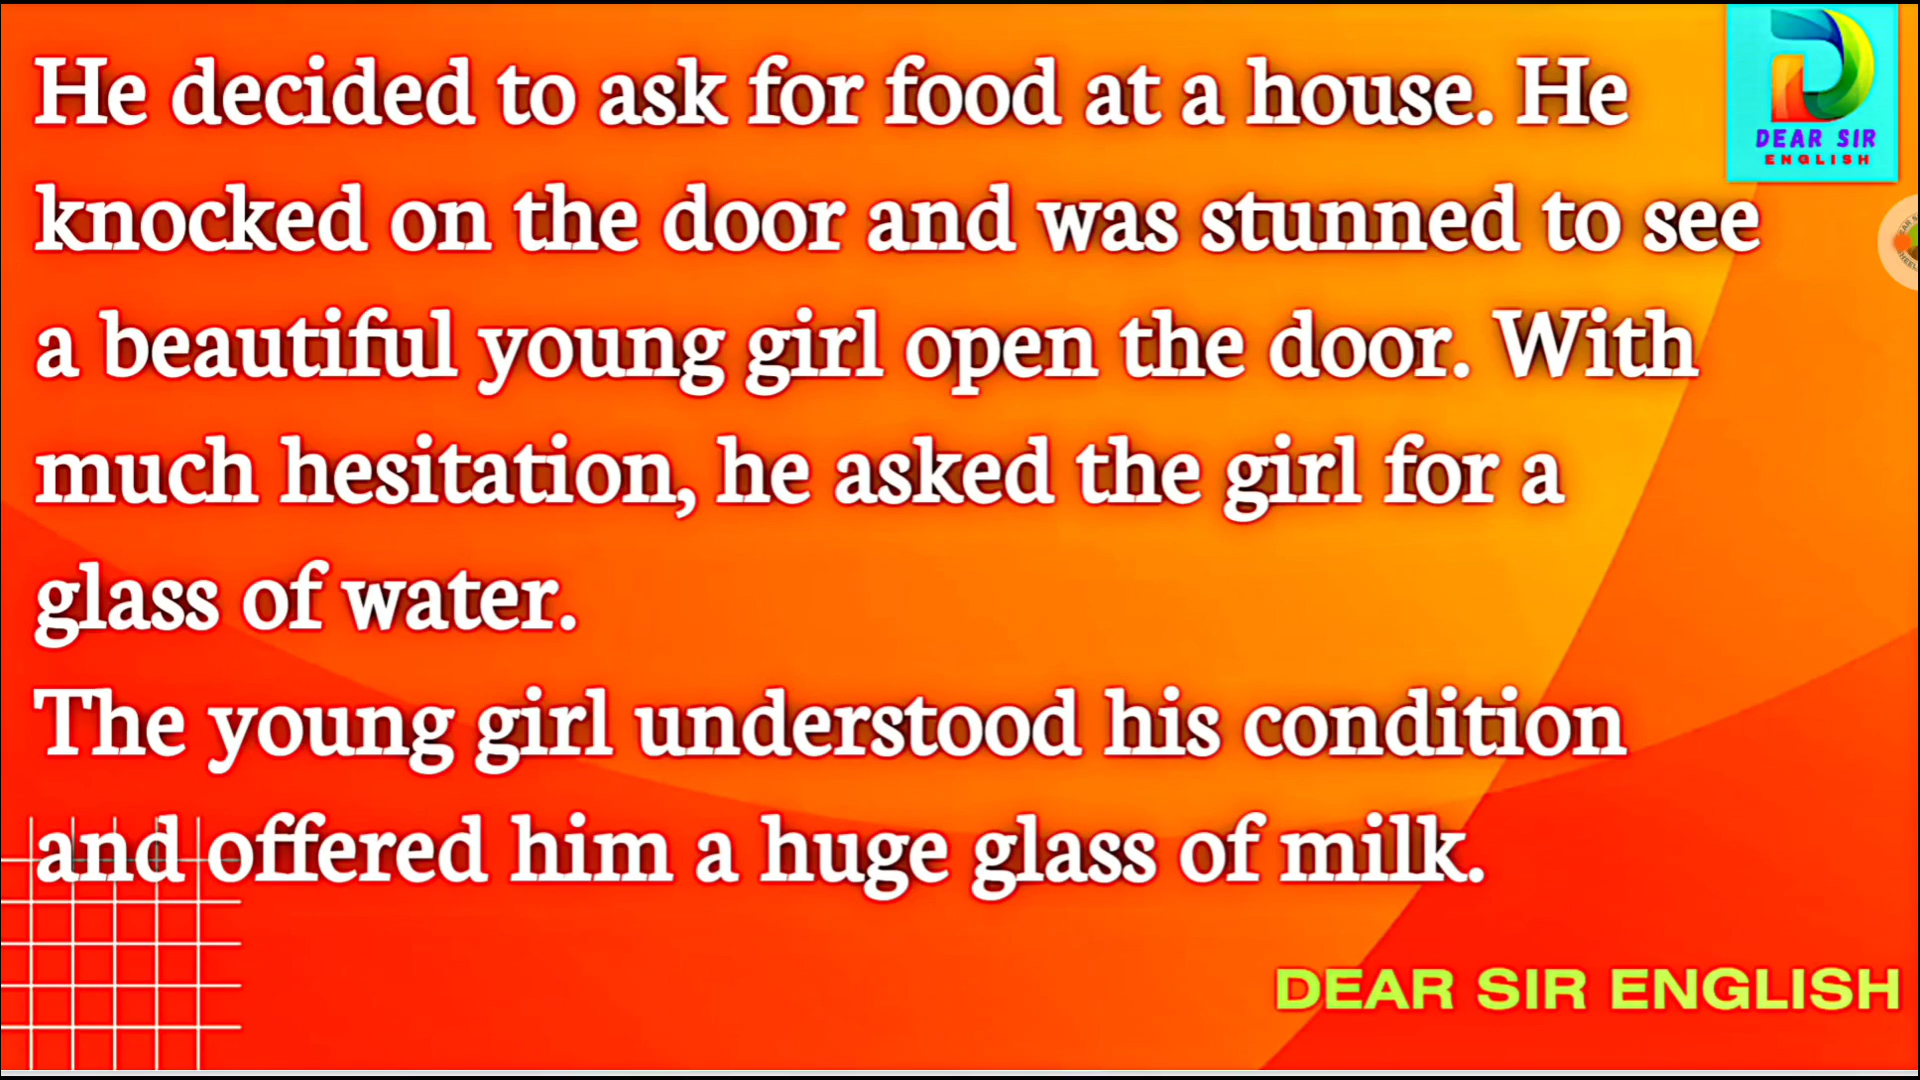 He decided to ask for food at a house. He
knocked on the door and was stunned to see
a beautiful young girl open the door. With
much hesitation, he asked the girl for a
glass of water.
The young girl understood his condition
and offered him a huge glass of milk.
DEAR SIR
ENGLISH
DEAR SIR ENGLISH